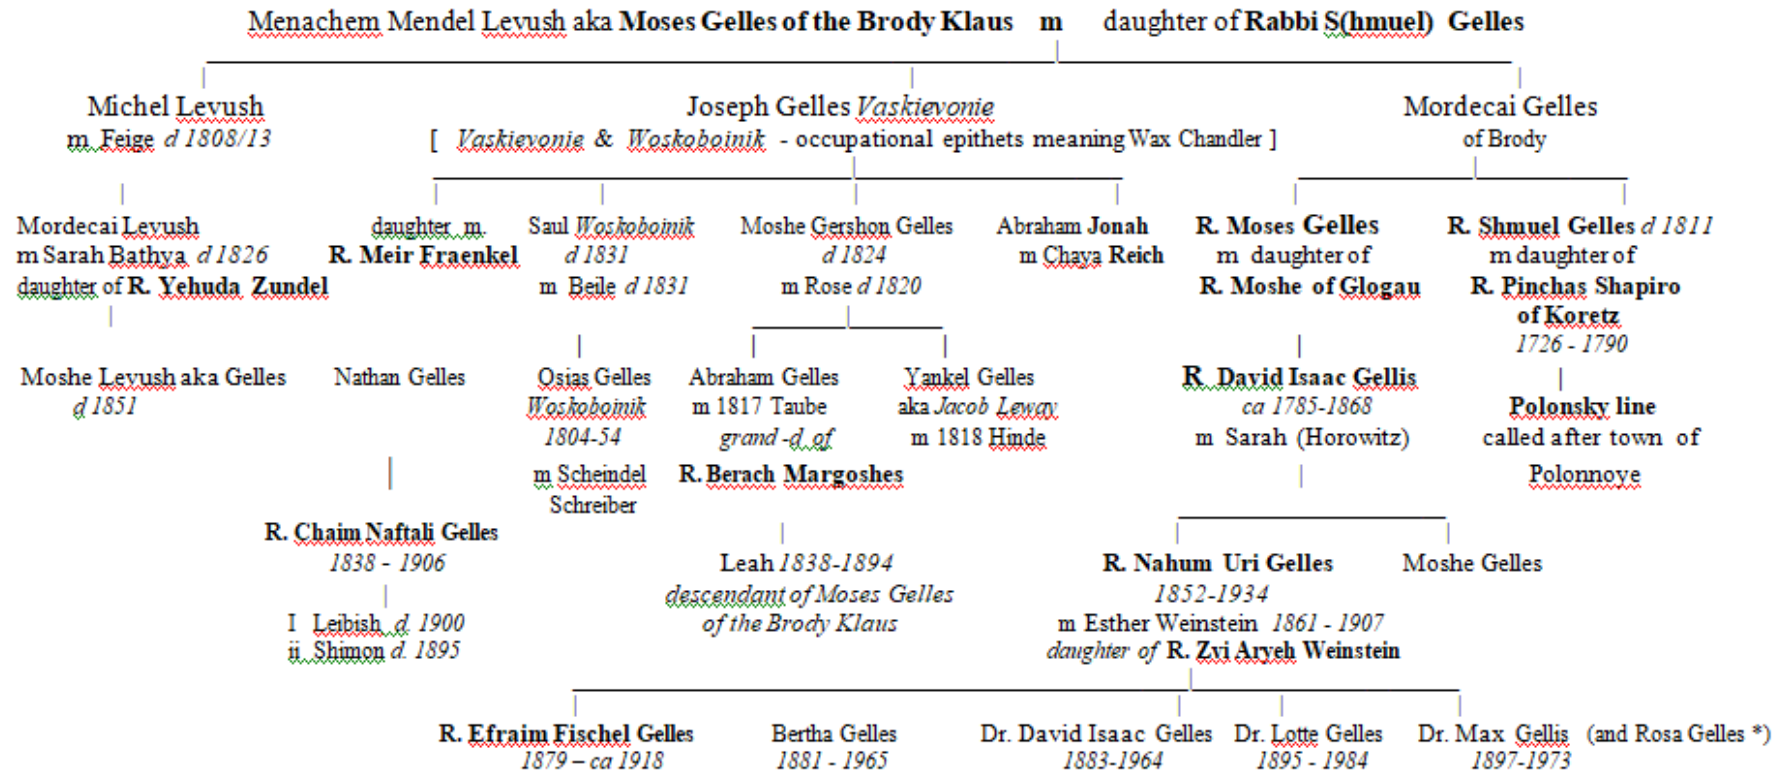 Menachem Mendel Levush aka Moses Gelles of the Brody Klaus m daughter of Rabbi S(hmuel) Gelles
Michel Levush Joseph Gelles Vaskievonie Mordecai Gelles
m Feige d 1808/13 [ Vaskievonie & Woskoboinik - occupational epithets meaning Wax Chandler ] of Brody
Mordecai Levush daughter m. Saul Woskoboinik Moshe Gershon Gelles Abraham Jonah R. Moses Gelles R. Shmuel Gelles d 1811
m Sarah Bathya d 1826 R. Meir Fraenkel d 1831 d 1824 m Chaya Reich m daughter of m daughter of
daughter of R. Yehuda Zundel m Beile d 1831 m Rose d 1820 R. Moshe of Glogau R. Pinchas Shapiro
of Koretz
1726 - 1790
Moshe Levush aka Gelles Nathan Gelles Osias Gelles Abraham Gelles Yankel Gelles R David Isaac Gellis
d 1851 Woskoboinik m 1817 Taube aka Jacob Leway ca 1785-1868 Polonsky line
1804-54 grand -d of m 1818 Hinde m Sarah (Horowitz) called after town of
m Scheindel R. Berach Margoshes Polonnoye
Schreiber
R. Chaim Naftali Gelles
1838 - 1906 Leah 1838-1894 R. Nahum Uri Gelles Moshe Gelles
descendant of Moses Gelles 1852-1934
I Leibish d 1900 of the Brody Klaus m Esther Weinstein 1861 - 1907
ii Shimon d. 1895 daughter of R. Zvi Aryeh Weinstein
R. Efraim Fischel Gelles Bertha Gelles Dr. David Isaac Gelles Dr. Lotte Gelles Dr. Max Gellis (and Rosa Gelles *)
1879 – ca 1918 1881 - 1965 1883-1964 1895 - 1984 1897-1973